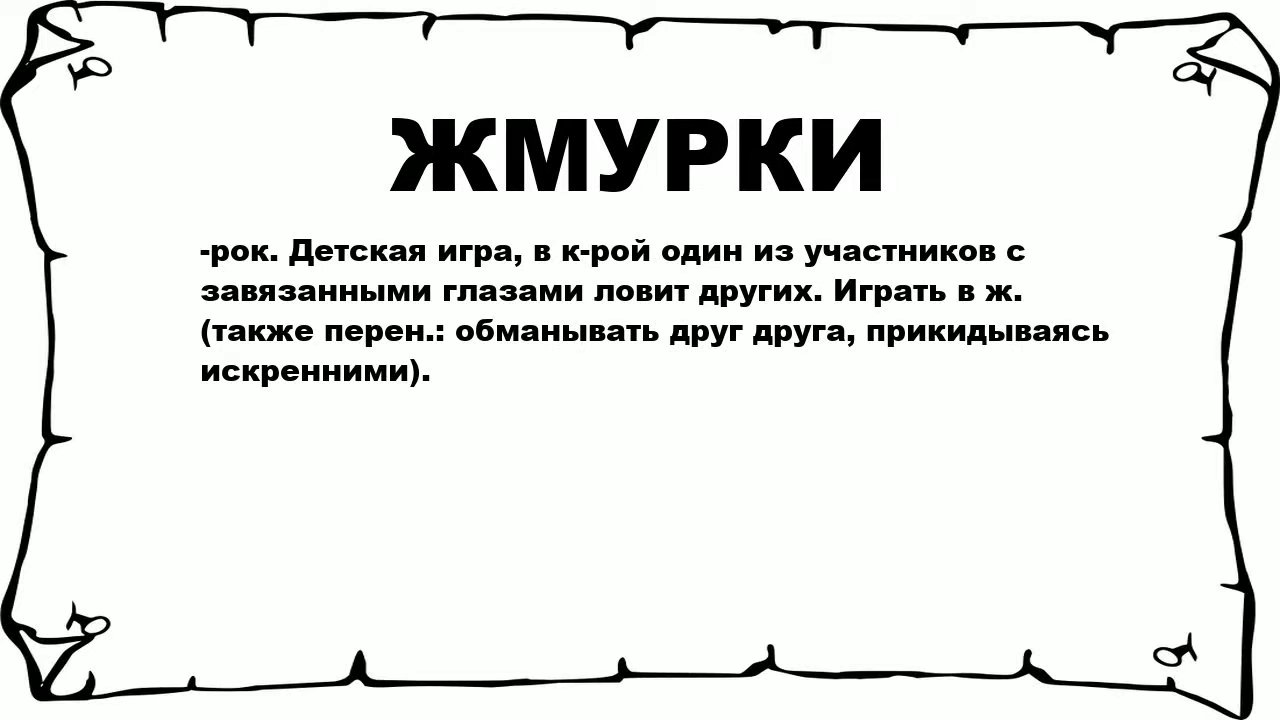 ЖМУРКИ
-рок. Детская игра, в к-рой один из участников с
завязанными глазами ловит других. Играть в ж.
(также перен.: обманывать друг друга, прикидываясь
искренними).